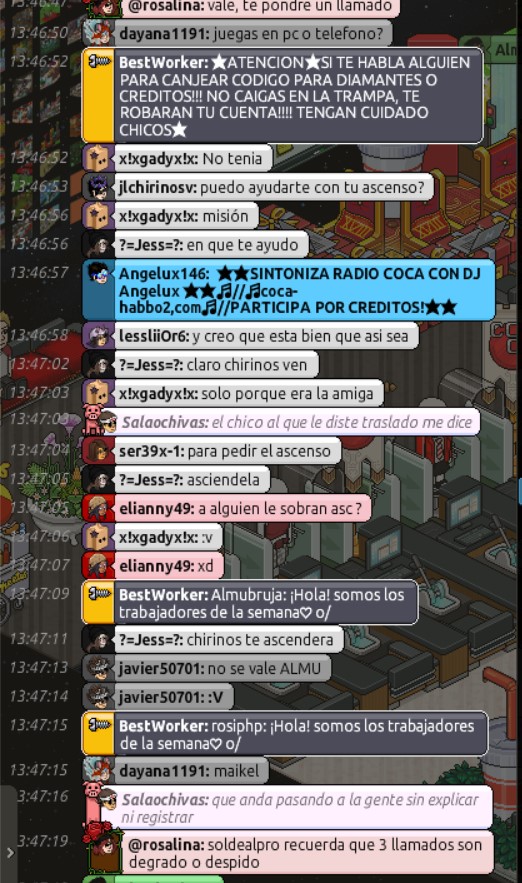 13:46:47 @rosalina: vale, te pondre un llamado
13:46:50 dayana1191: juegas en pc o telefono?
13:46:52 BestWorker: ★ATENCION★SI TE HABLA ALGUIEN
PARA CANJEAR CODIGO PARA DIAMANTES O
CREDITOS!!! NO CAIGAS EN LA TRAMPA, TE
ROBARAN TU CUENTA!!!! TENGAN CUIDADO
CHICOS★
13:46:52 x!xgadyx!x: No tenia
13:46:53 jlchirinosv: puedo ayudarte con tu ascenso?
13:46:56 x!xgadyx!x: misión
13:46:56 ?=Jess=?: en que te ayudo
13:46:57 Angelux146: ★★SINTONIZA RADIO COCA CON DJ
Angelux ★★♫//♫coca-
habbo2,com♫//PARTICIPA POR CREDITOS!★★
13:46:58 lessliiOr6: y creo que esta bien que asi sea
13:47:02 ?=Jess=?: claro chirinos ven
13:47:03 x!xgadyx!x: solo porque era la amiga
13:47:03 Salaochivas: el chico al que le diste traslado me dice
13:47:04 ser39x-1: para pedir el ascenso
13:47:05 ?=Jess=?: asciendela
13:47:05 elianny49: a alguien le sobran asc?
13:47:06 x!xgadyx!x: :v
13:47:07 elianny49: xd
13:47:09 BestWorker: Almubruja: ¡Hola! somos los
trabajadores de la semana♡ o/
13:47:11 ?=Jess=?: chirinos te ascendera
13:47:13 javier50701: no se vale ALMU
13:47:14 javier50701: :V
13:47:15 BestWorker: rosiphp: ¡Hola! somos los trabajadores
de la semana♡ o/
13:47:15 dayana1191: maikel
13:47:16 Salaochivas: que anda pasando a la gente sin explicar
ni registrar
3:47:19 @rosalina: soldealpro recuerda que 3 llamados son
degrado o despido